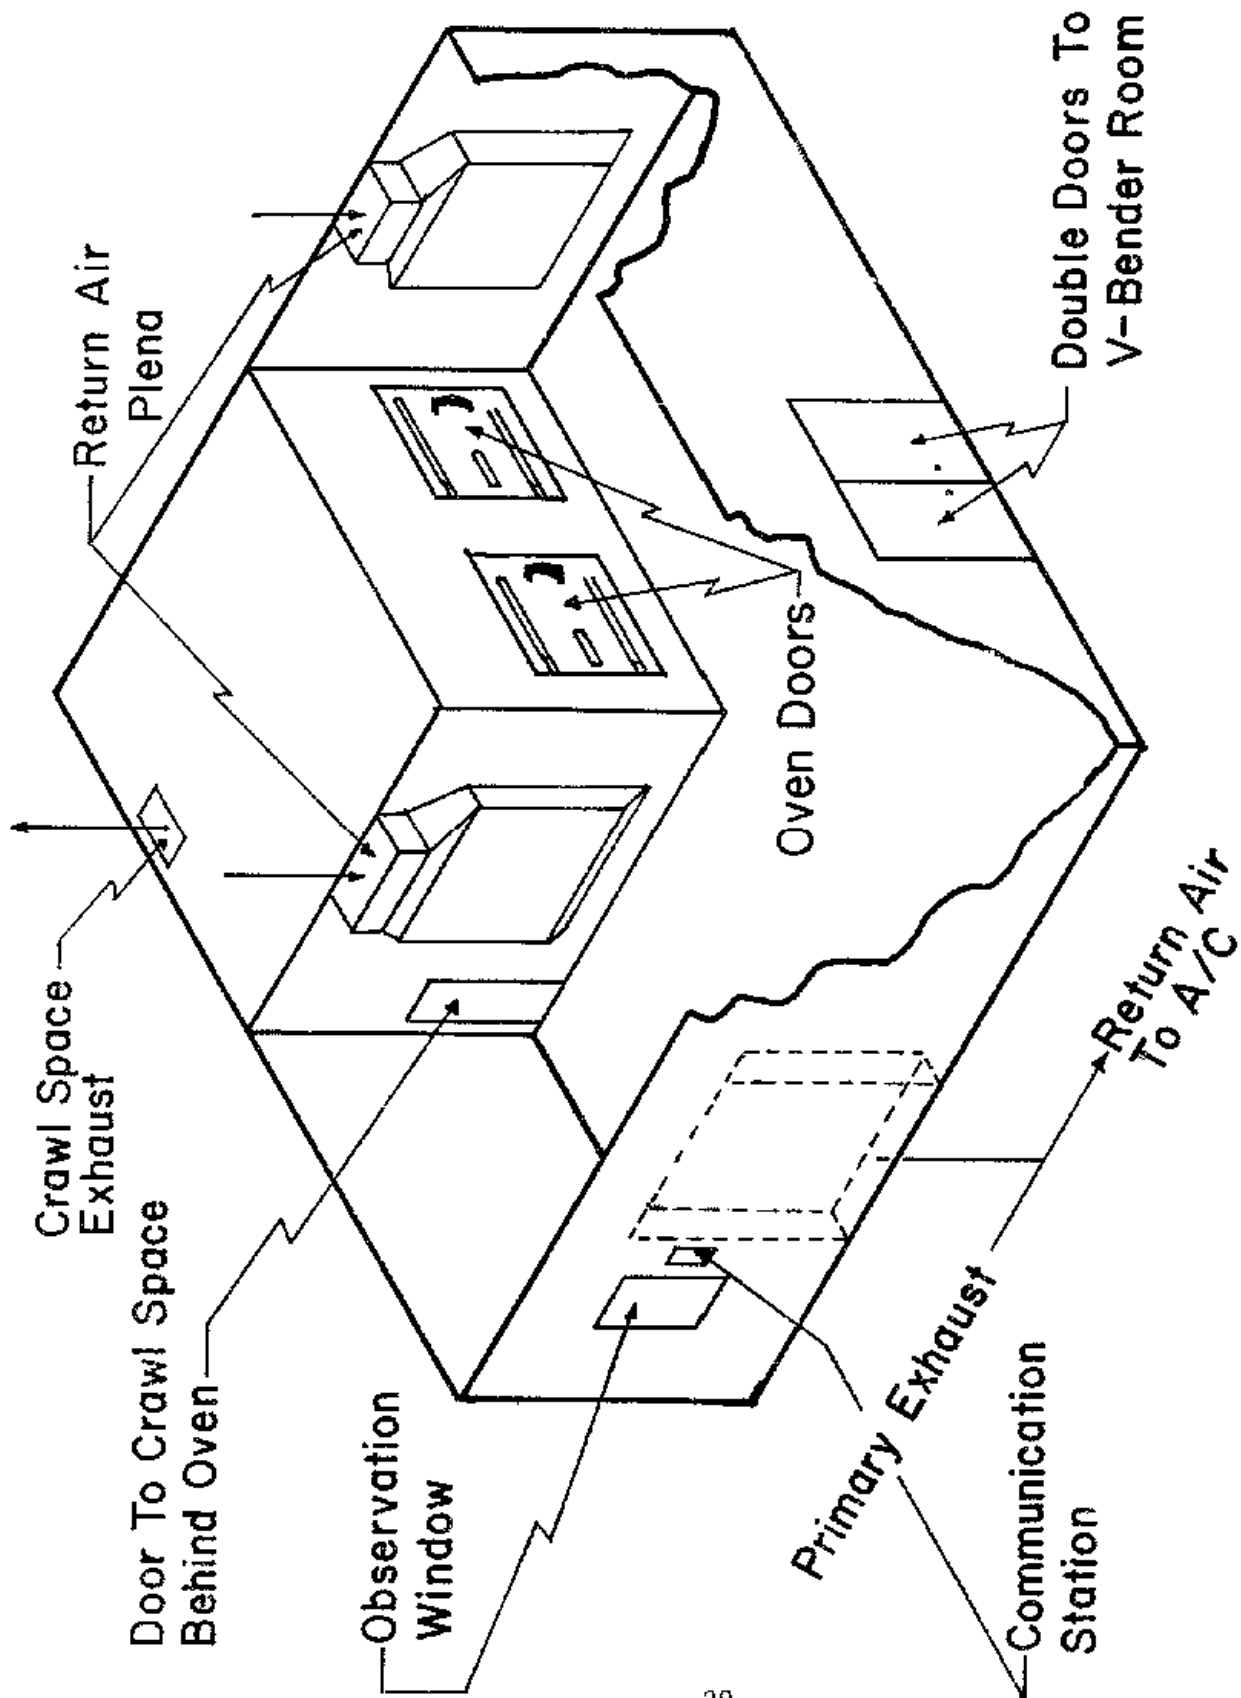 Crawl Space
Exhaust
Return Air
Plena
Door To Crawl Space
Behind Oven
Observation
Window
Oven Doors
Primary Exhaust
Return Air
To A/C
Communication
Station
Double Doors To
V-Bender Room